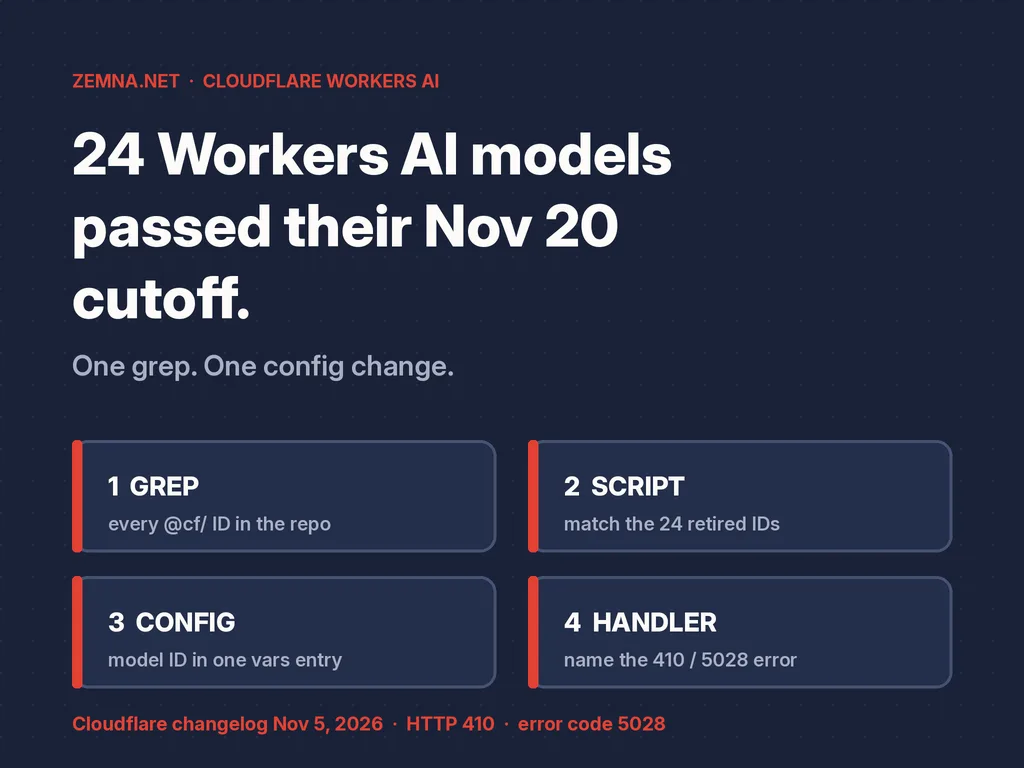 ZEMNA.NET · CLOUDFLARE WORKERS AI
24 Workers AI models
passed their Nov 20
cutoff.
One grep. One config change.
1 GREP
every @cf/ ID in the repo
2 SCRIPT
match the 24 retired IDs
3 CONFIG
model ID in one vars entry
4 HANDLER
name the 410 / 5028 error
Cloudflare changelog Nov 5, 2026 · HTTP 410 · error code 5028